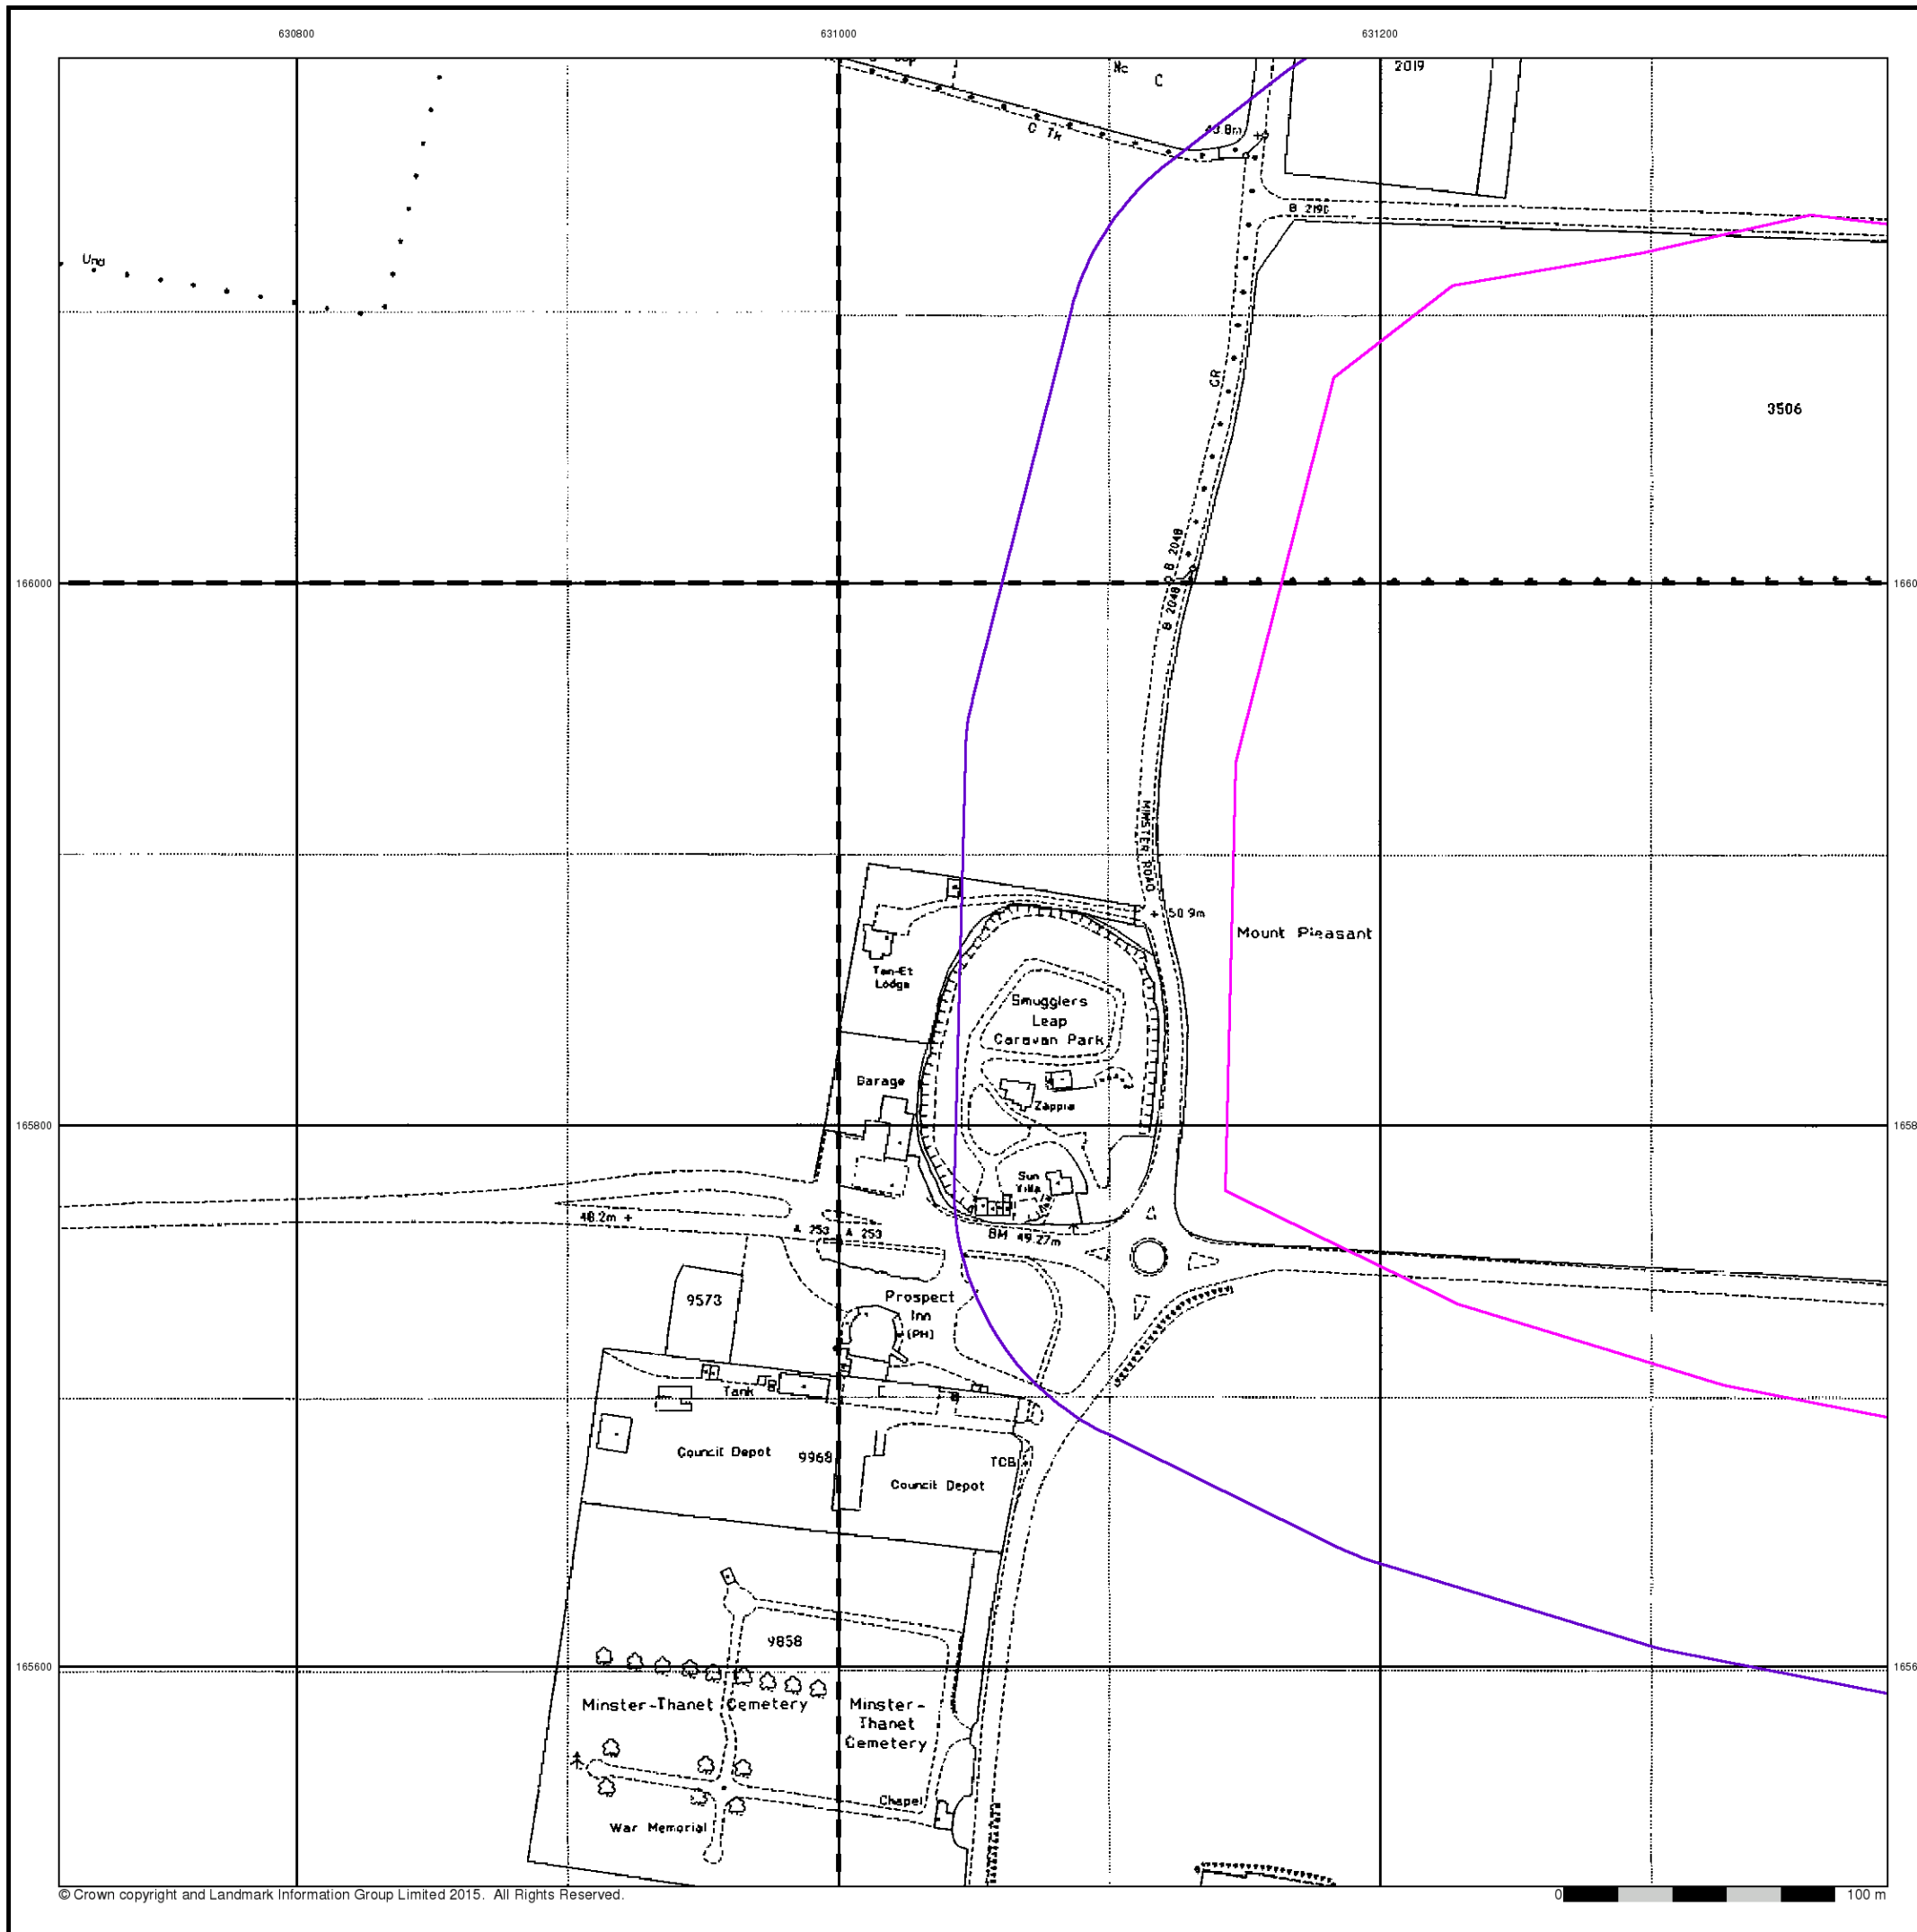 630800
631000
631200
C
2019
C Tk
43.8m
B 2190
Und
GR
3506
B 2048
166000
B 2048
MINSTER ROAD
50.9m
Mount Pleasant
Tan-Et
Lodge
Smugglers
Leap
Caravan Park
Garage
Zappia
165800
Sun
Villa
48.2m
A 253
A 253
BM 49.27m
Prospect
Inn
(PH)
9573
Tank
Council Depot
9968
TCB
Council Depot
9858
165600
Minster-Thanet Cemetery
Minster-
Thanet
Cemetery
Chapel
War Memorial
© Crown copyright and Landmark Information Group Limited 2015. All Rights Reserved.
0
100 m